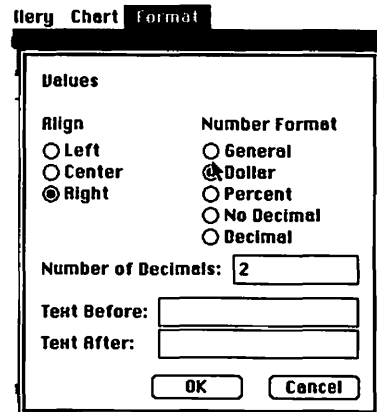 llery Chart Format
Values
Align Number Format
Left General
Center Dollar
Right Percent
No Decimal
Decimal
Number of Decimals: 2
Text Before:
Text After:
OK Cancel